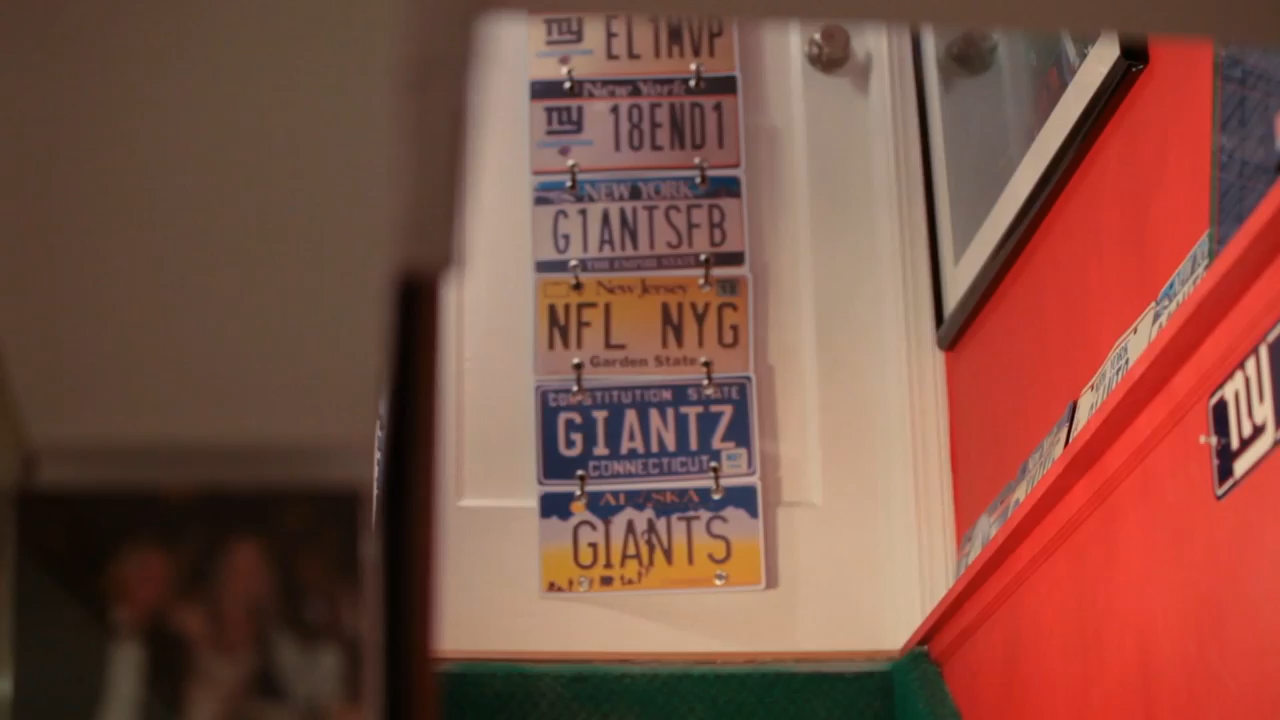 ny EL1MVP
New York
ny 18END1
NEW YORK
G1ANTSFB
THE EMPIRE STATE
New Jersey
NFL NYG
Garden State
CONSTITUTION STATE
GIANTZ
CONNECTICUT
ALASKA
GIANTS
ny